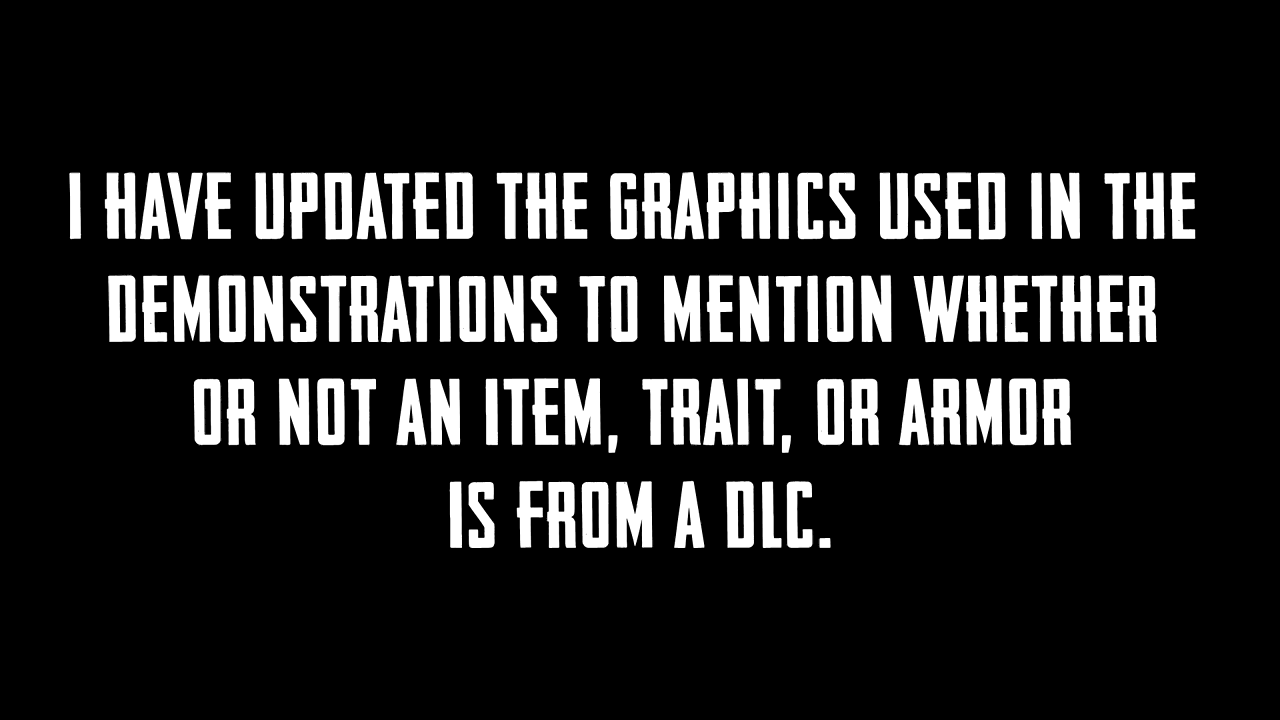 I HAVE UPDATED THE GRAPHICS USED IN THE
DEMONSTRATIONS TO MENTION WHETHER
OR NOT AN ITEM, TRAIT, OR ARMOR
IS FROM A DLC.